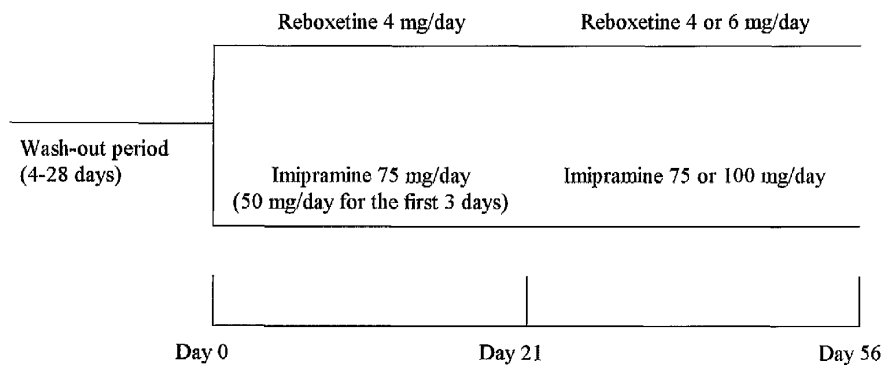 Reboxetine 4 mg/day
Reboxetine 4 or 6 mg/day
Wash-out period
(4-28 days)
Imipramine 75 mg/day
(50 mg/day for the first 3 days)
Imipramine 75 or 100 mg/day
Day 0
Day 21
Day 56